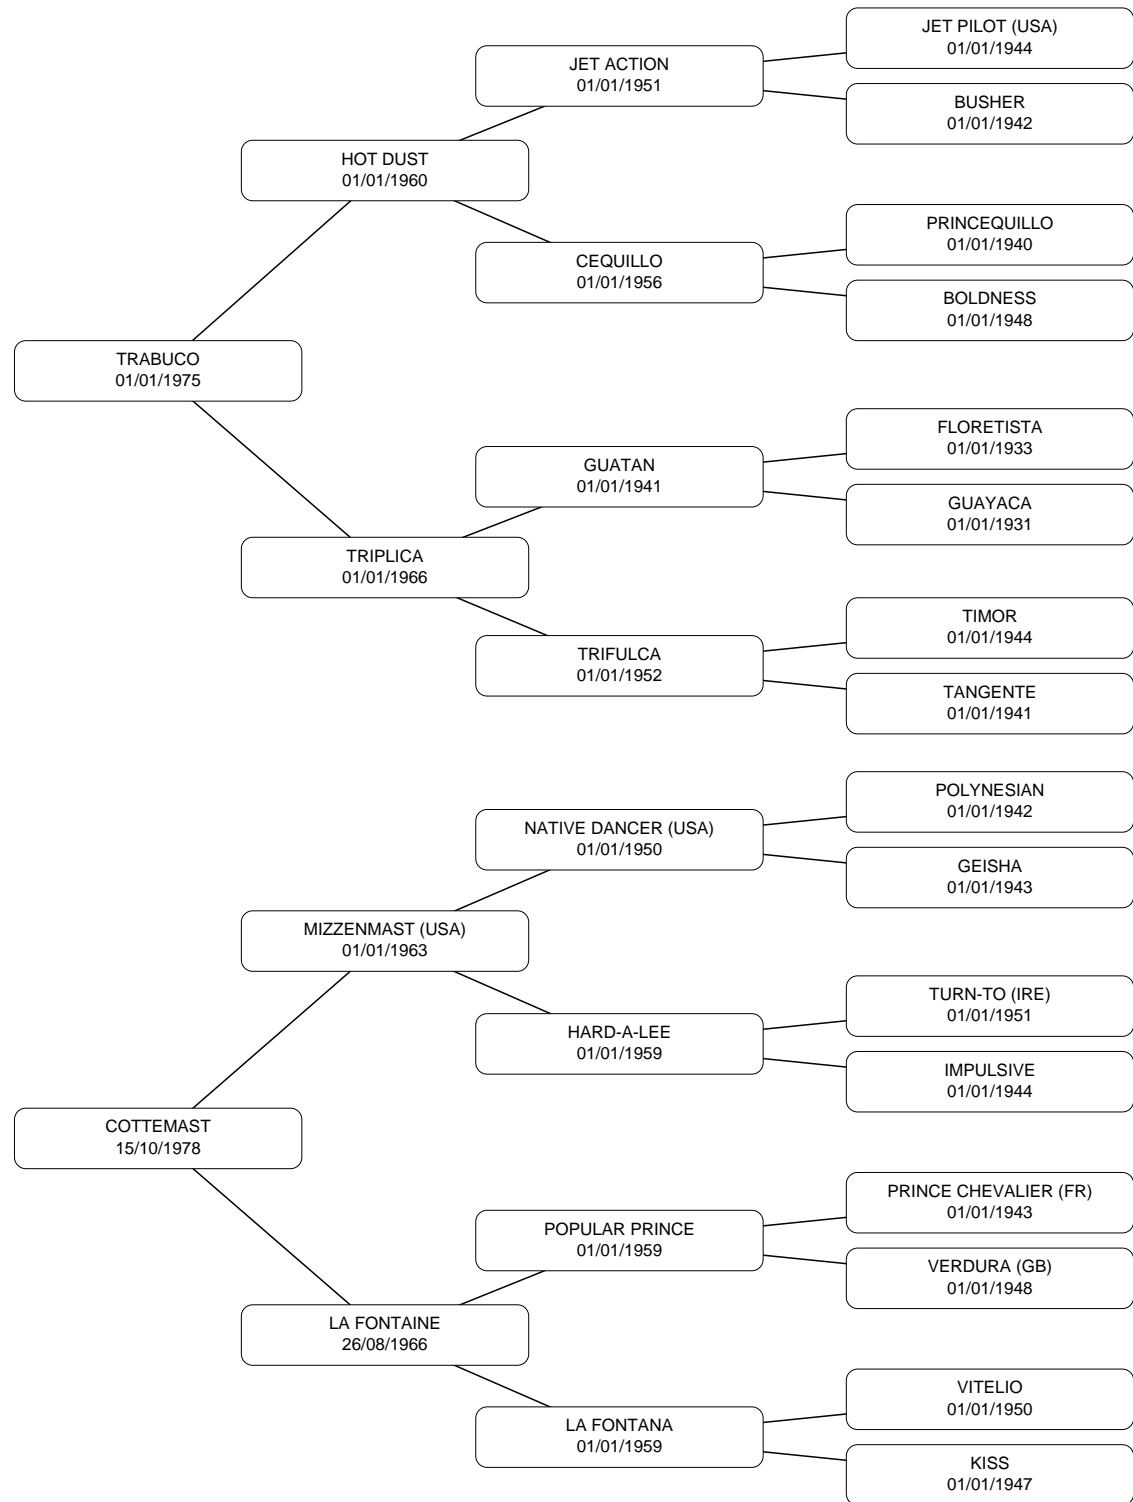 JET PILOT (USA)
01/01/1944
JET ACTION
01/01/1951
BUSHER
01/01/1942
HOT DUST
01/01/1960
PRINCEQUILLO
01/01/1940
CEQUILLO
01/01/1956
BOLDNESS
01/01/1948
TRABUCO
01/01/1975
FLORETISTA
01/01/1933
GUATAN
01/01/1941
GUAYACA
01/01/1931
TRIPLICA
01/01/1966
TIMOR
01/01/1944
TRIFULCA
01/01/1952
TANGENTE
01/01/1941
POLYNESIAN
01/01/1942
NATIVE DANCER (USA)
01/01/1950
GEISHA
01/01/1943
MIZZENMAST (USA)
01/01/1963
TURN-TO (IRE)
01/01/1951
HARD-A-LEE
01/01/1959
IMPULSIVE
01/01/1944
COTTEMAST
15/10/1978
PRINCE CHEVALIER (FR)
01/01/1943
POPULAR PRINCE
01/01/1959
VERDURA (GB)
01/01/1948
LA FONTAINE
26/08/1966
VITELIO
01/01/1950
LA FONTANA
01/01/1959
KISS
01/01/1947